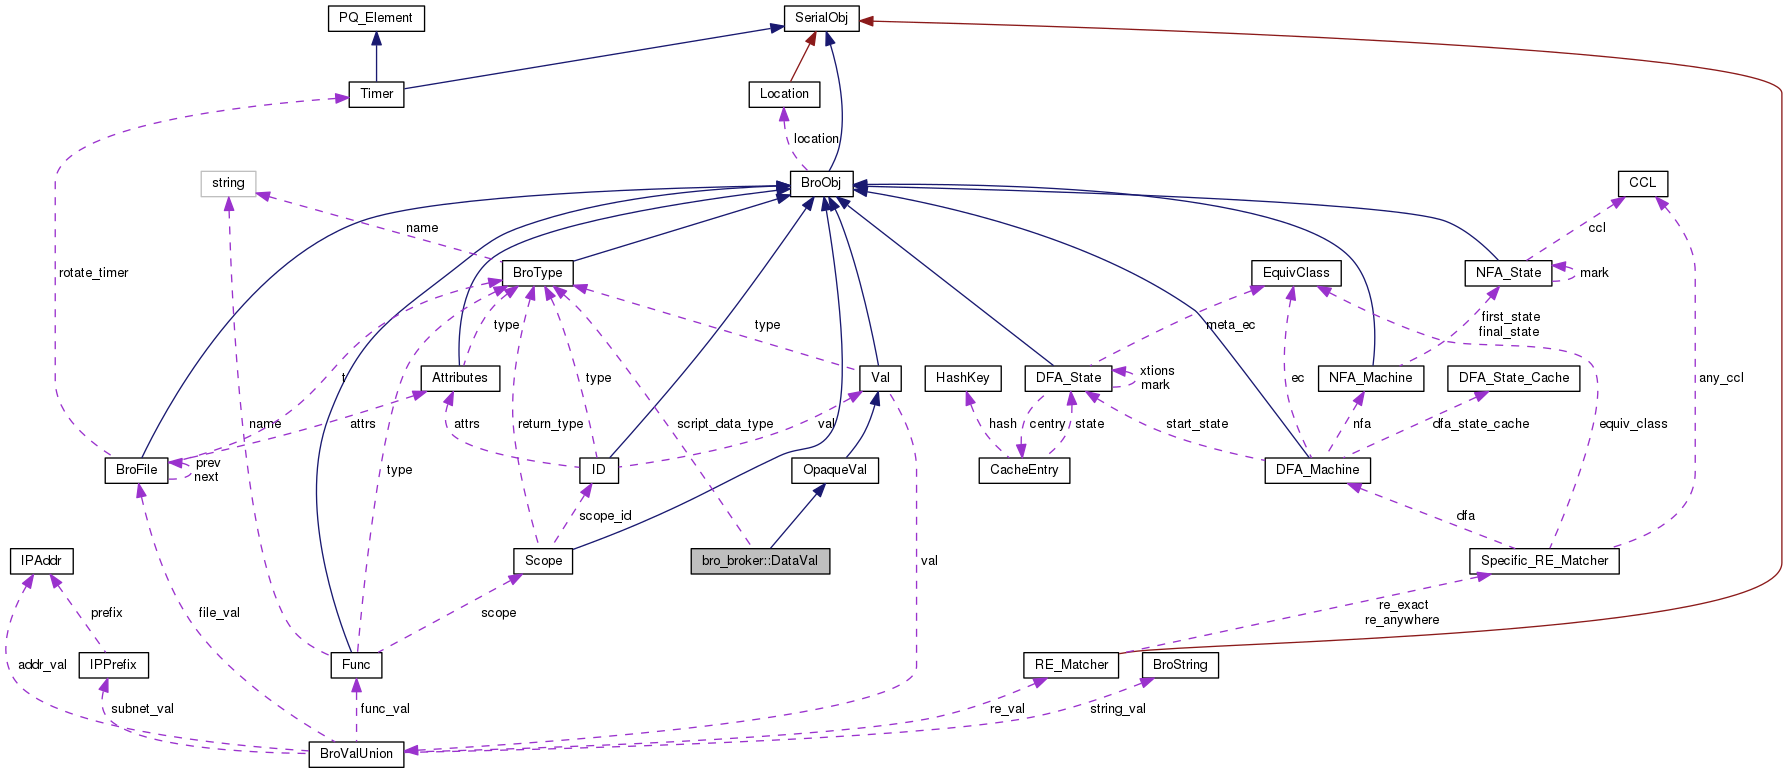 PQ_Element
SerialObj
Timer
Location
location
string
BroObj
CCL
name
ccl
rotate_timer
BroType
EquivClass
NFA_State
mark
type
type
meta_ec
first_state
final_state
t
Attributes
type
Val
HashKey
DFA_State
xtions
mark
ec
NFA_Machine
DFA_State_Cache
any_ccl
name
attrs
attrs
return_type
script_data_type
val
hash
centry
state
start_state
nfa
dfa_state_cache
equiv_class
BroFile
prev
next
type
ID
OpaqueVal
CacheEntry
DFA_Machine
scope_id
dfa
IPAddr
Scope
bro_broker::DataVal
val
Specific_RE_Matcher
prefix
file_val
scope
re_exact
re_anywhere
addr_val
IPPrefix
Func
RE_Matcher
BroString
subnet_val
func_val
re_val
string_val
BroValUnion